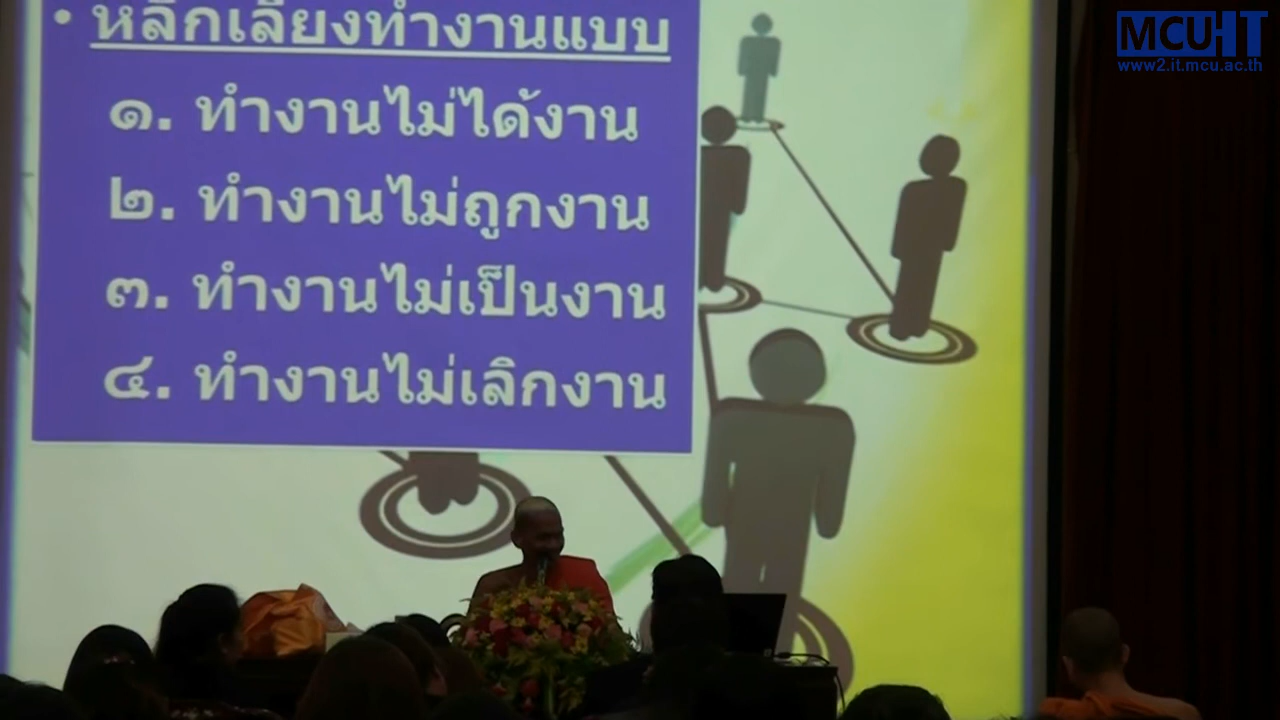 • หลีกเลี่ยงทำงานแบบ
๑. ทำงานไม่ได้งาน
๒. ทำงานไม่ถูกงาน
๓. ทำงานไม่เป็นงาน
๔. ทำงานไม่เลิกงาน
MCUIT
www2.it.mcu.ac.th